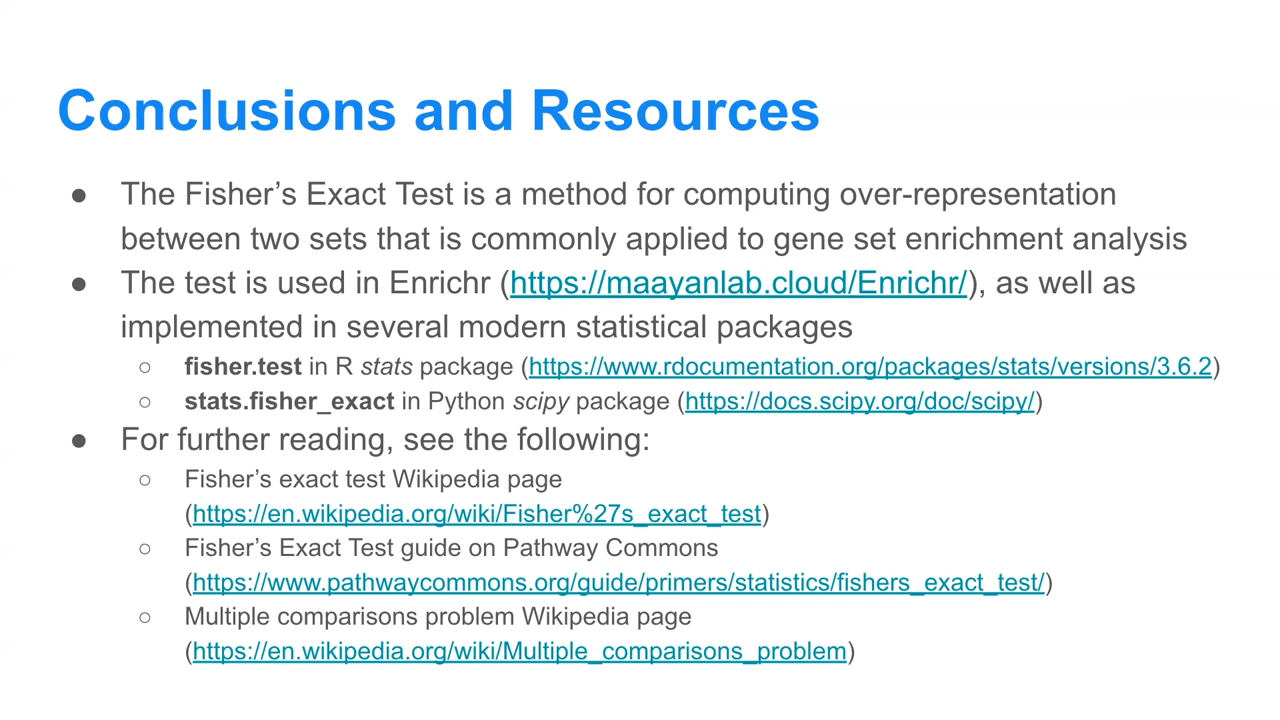 Conclusions and Resources
● The Fisher’s Exact Test is a method for computing over-representation
between two sets that is commonly applied to gene set enrichment analysis
● The test is used in Enrichr (https://maayanlab.cloud/Enrichr/), as well as
implemented in several modern statistical packages
○ fisher.test in R stats package (https://www.rdocumentation.org/packages/stats/versions/3.6.2)
○ stats.fisher_exact in Python scipy package (https://docs.scipy.org/doc/scipy/)
● For further reading, see the following:
○ Fisher’s exact test Wikipedia page
(https://en.wikipedia.org/wiki/Fisher%27s_exact_test)
○ Fisher’s Exact Test guide on Pathway Commons
(https://www.pathwaycommons.org/guide/primers/statistics/fishers_exact_test/)
○ Multiple comparisons problem Wikipedia page
(https://en.wikipedia.org/wiki/Multiple_comparisons_problem)